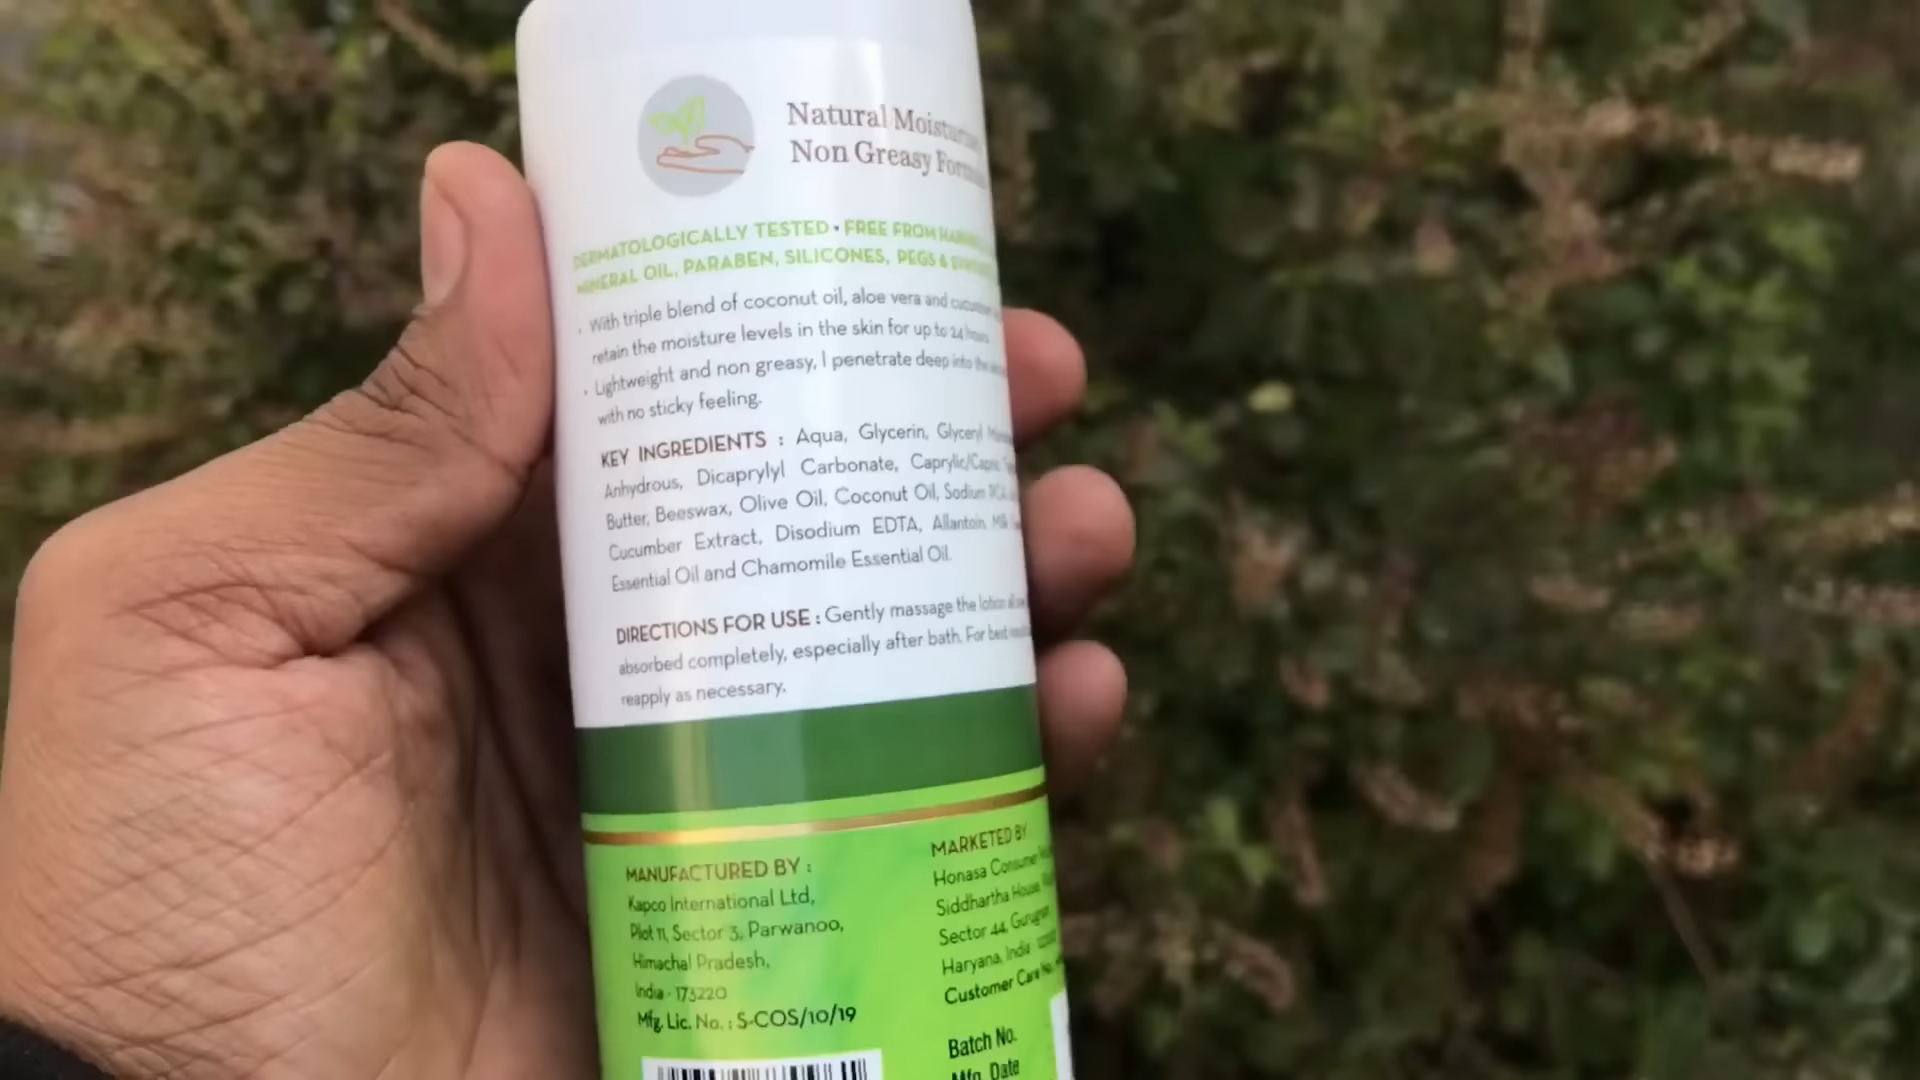 Natural Moisturizer
Non Greasy Formula
DERMATOLOGICALLY TESTED • FREE FROM
MINERAL OIL, PARABEN, SILICONES, PEGS &
• With triple blend of coconut oil, aloe vera and
retain the moisture levels in the skin for up to 24 hours
• Lightweight and non greasy, I penetrate deep into the
with no sticky feeling.
KEY INGREDIENTS : Aqua, Glycerin, Glyceryl
Anhydrous, Dicaprylyl Carbonate, Caprylic/Capric
Butter, Beeswax, Olive Oil, Coconut Oil, Sodium PCA
Cucumber Extract, Disodium EDTA, Allantoin, Milk
Essential Oil and Chamomile Essential Oil.
DIRECTIONS FOR USE : Gently massage the lotion
absorbed completely, especially after bath. For best
reapply as necessary.
MANUFACTURED BY :
Kapco International Ltd,
Plot 11, Sector 3, Parwanoo,
Himachal Pradesh,
India - 173220
Mfg. Lic. No. : S-COS/10/19
MARKETED BY
Honasa Consumer
Siddhartha House,
Sector 44, Gurugram
Haryana, India
Customer Care No.
Batch No.
Mfg. Date